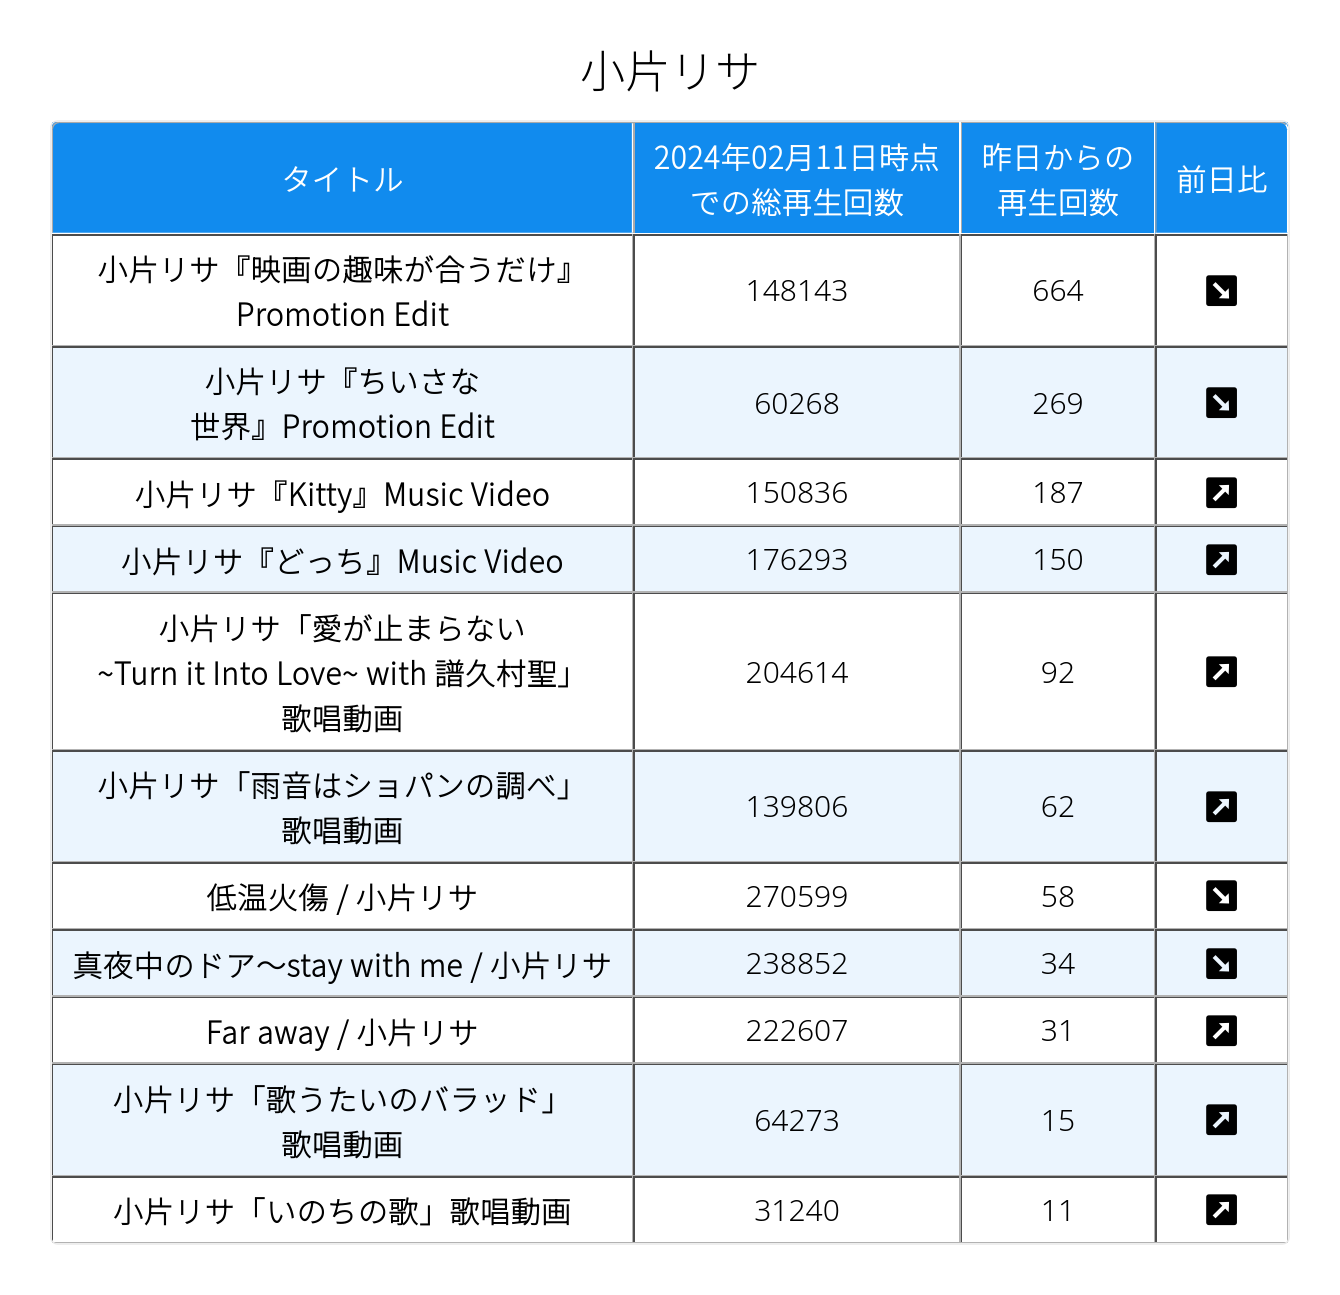 小片リサ
タイトル
2024年02月11日時点
での総再生回数
昨日からの
再生回数
前日比
小片リサ『映画の趣味が合うだけ』
Promotion Edit
148143
664
小片リサ『ちいさな
世界』Promotion Edit
60268
269
小片リサ『Kitty』Music Video
150836
187
小片リサ『どっち』Music Video
176293
150
小片リサ「愛が止まらない
~Turn it Into Love~ with 譜久村聖」
歌唱動画
204614
92
小片リサ「雨音はショパンの調べ」
歌唱動画
139806
62
低温火傷 / 小片リサ
270599
58
真夜中のドア〜stay with me / 小片リサ
238852
34
Far away / 小片リサ
222607
31
小片リサ「歌うたいのバラッド」
歌唱動画
64273
15
小片リサ「いのちの歌」歌唱動画
31240
11